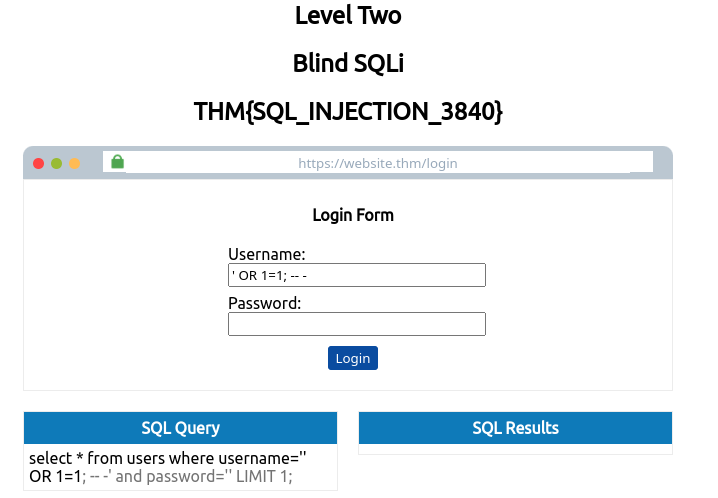 Level Two
Blind SQLi
THM{SQL_INJECTION_3840}
https://website.thm/login
Login Form
Username:
' OR 1=1; -- -
Password:
Login
SQL Query
select * from users where username=''
OR 1=1; -- -' and password='' LIMIT 1;
SQL Results